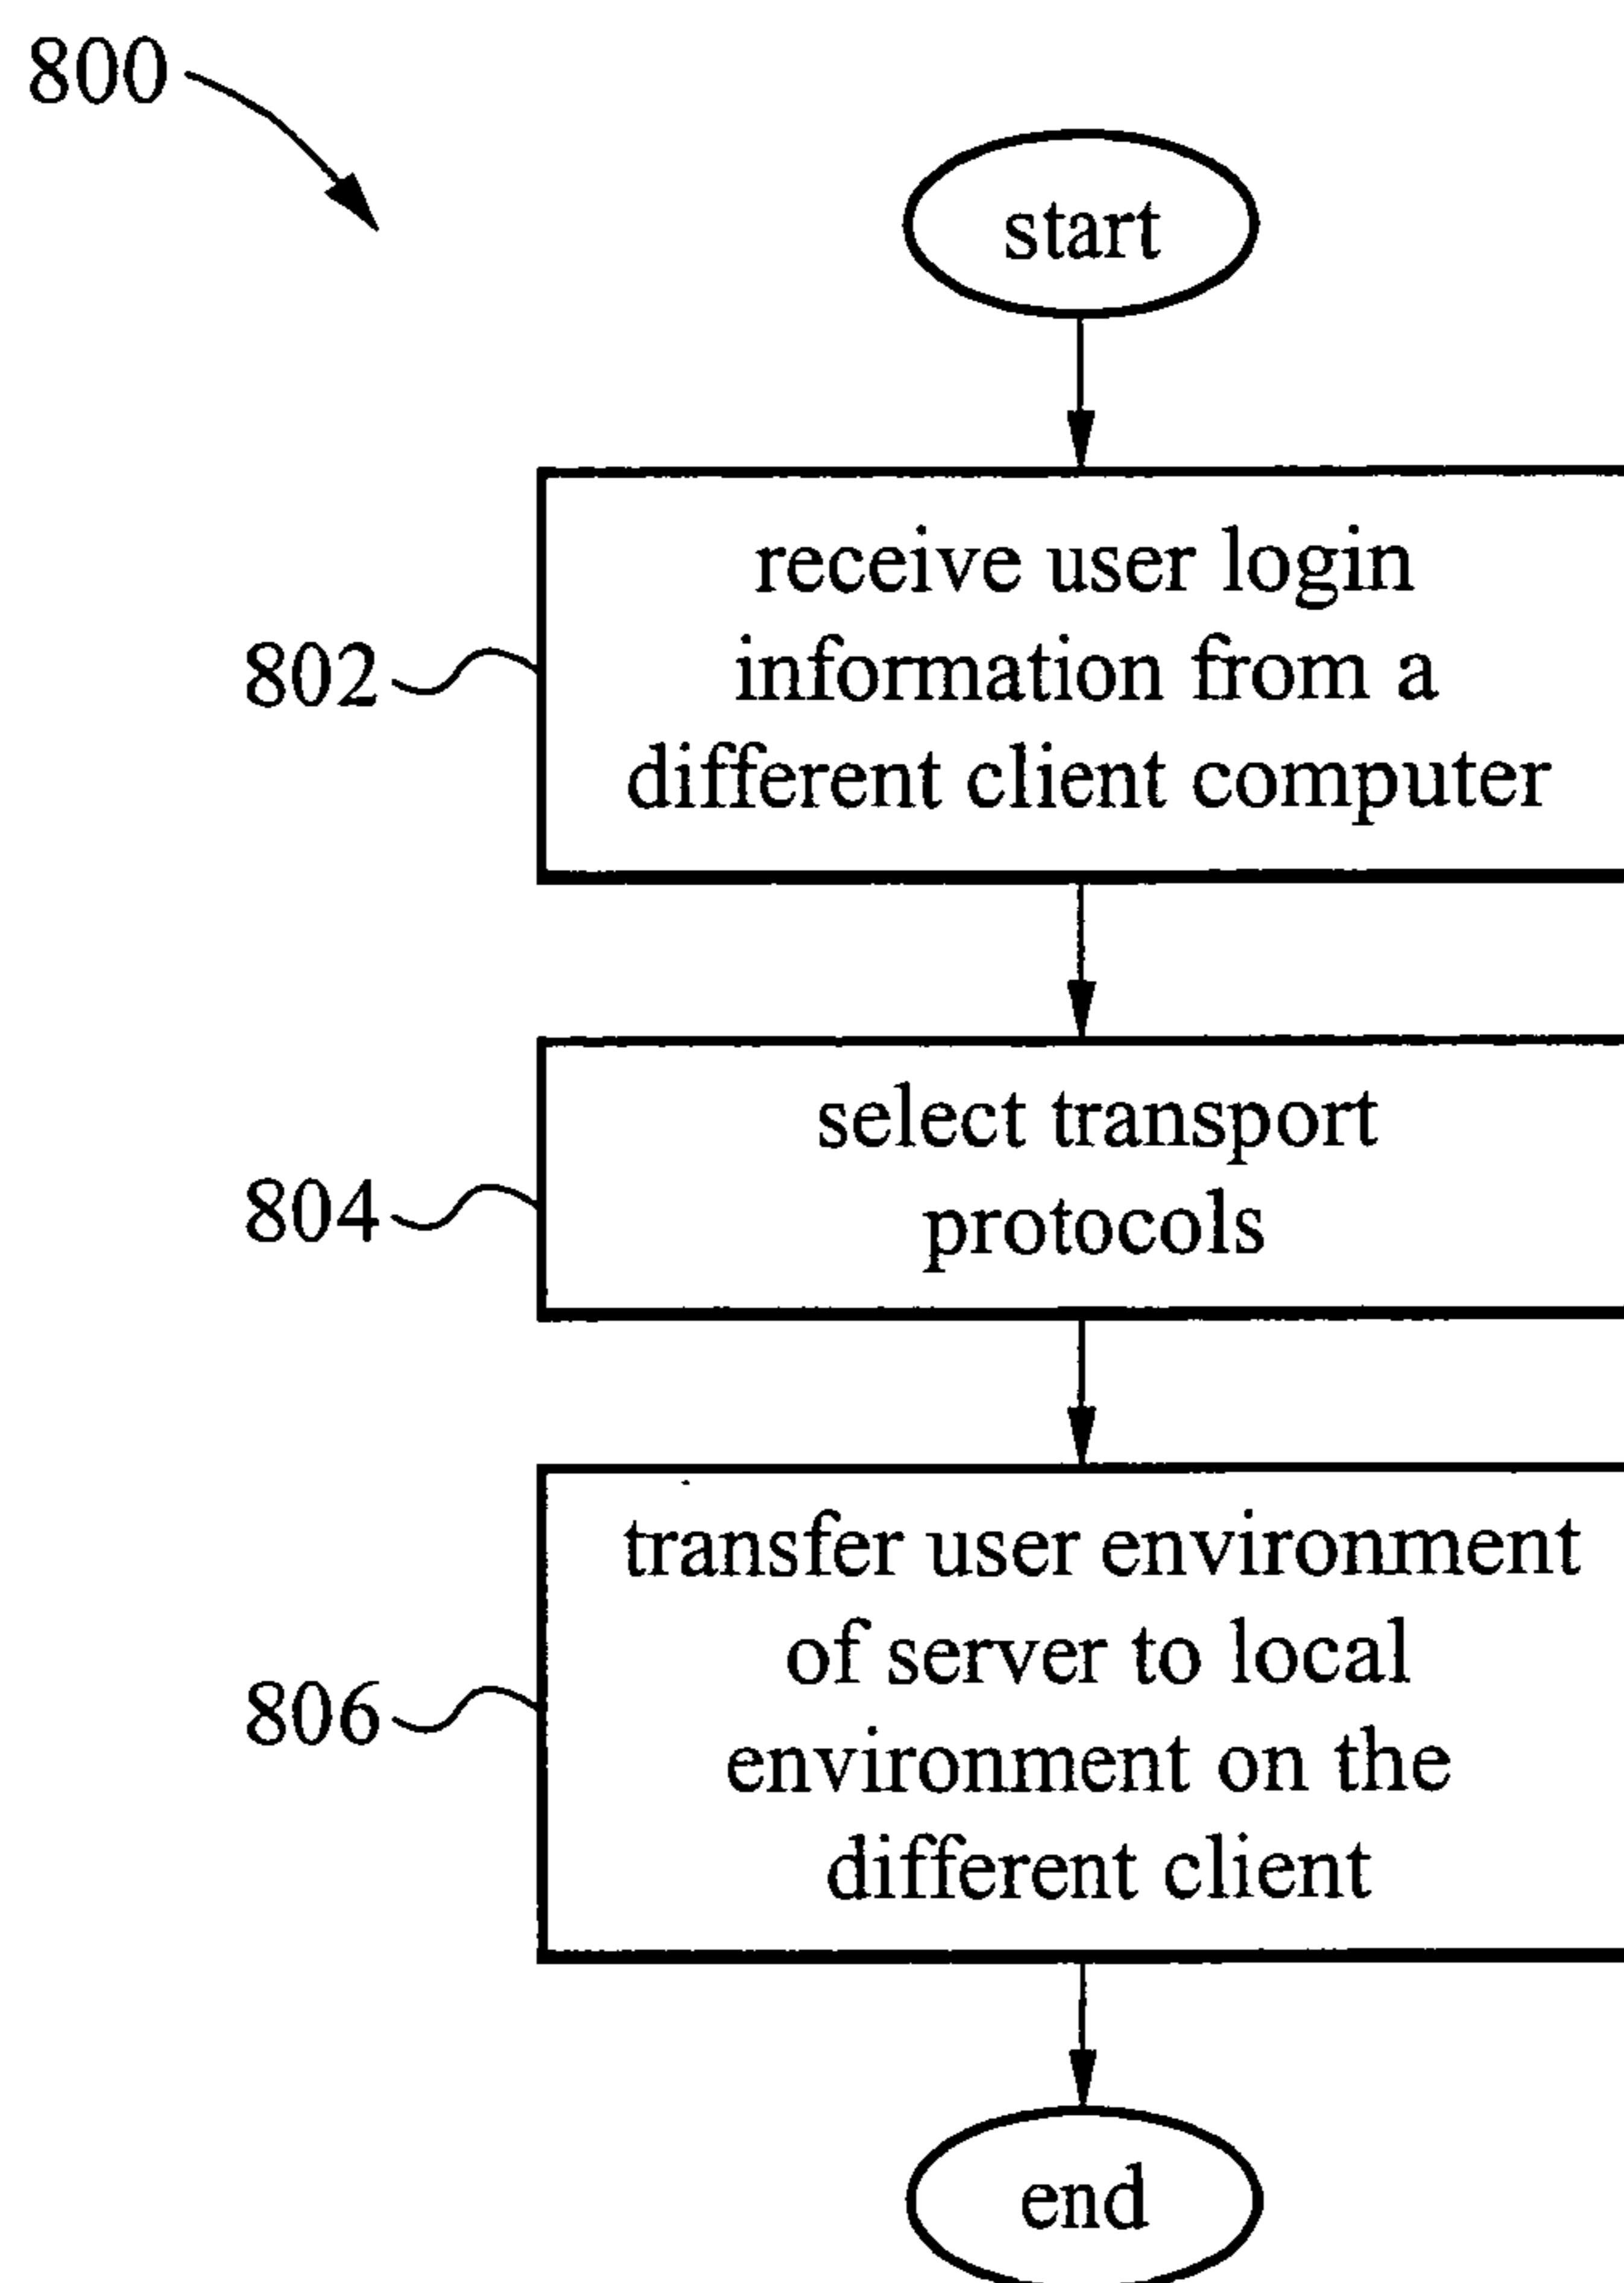 800
start
802
receive user login
information from a
different client computer
804
select transport
protocols
806
transfer user environment
of server to local
environment on the
different client
end